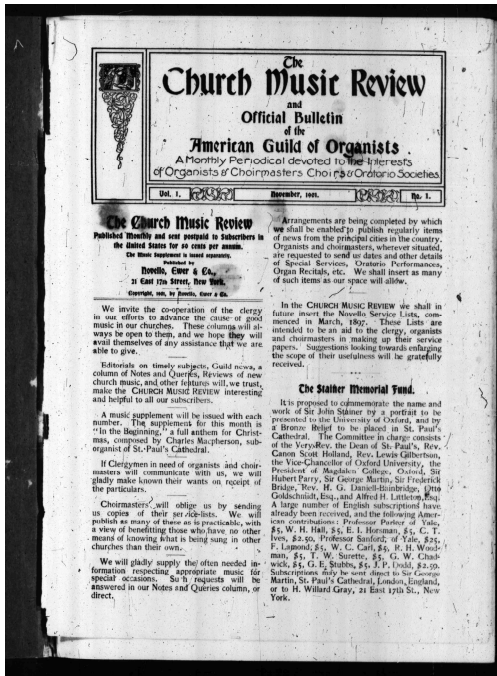 The
Church Music Review
and
Official Bulletin
of the
American Guild of Organists
A Monthly Periodical devoted to the Interests
of Organists & Choirmasters Choirs & Oratorio Societies
Vol. 1. November, 1901. No. 1.
The Church Music Review
Published Monthly and sent postpaid to Subscribers in
the United States for 50 cents per annum.
The Music Supplement is issued separately.
Published by
Novello, Ewer & Co.,
21 East 17th Street, New York.
Copyright, 1901, by Novello, Ewer & Co.
We invite the co-operation of the clergy
in our efforts to advance the cause of good
music in our churches. These columns will al-
ways be open to them, and we hope they will
avail themselves of any assistance that we are
able to give.
Editorials on timely subjects, Guild news, a
column of Notes and Queries, Reviews of new
church music, and other features will, we trust,
make the CHURCH MUSIC REVIEW interesting
and helpful to all our subscribers.
A music supplement will be issued with each
number. The supplement for this month is
"In the Beginning," a full anthem for Christ-
mas, composed by Charles Macpherson, sub-
organist of St. Paul's Cathedral.
If Clergymen in need of organists and choir-
masters will communicate with us, we will
gladly make known their wants on receipt of
the particulars.
Choirmasters will oblige us by sending
us copies of their service-lists. We will
publish as many of these as is practicable, with
a view of benefiting those who have no other
means of knowing what is being sung in other
churches than their own.
We will gladly supply the often needed in-
formation respecting appropriate music for
special occasions. Such requests will be
answered in our Notes and Queries column, or
direct.
Arrangements are being completed by which
we shall be enabled to publish regularly items
of news from the principal cities in the country.
Organists and choirmasters, wherever situated,
are requested to send us dates and other details
of Special Services, Oratorio Performances,
Organ Recitals, etc. We shall insert as many
of such items as our space will allow.
In the CHURCH MUSIC REVIEW we shall in
future insert the Novello Service Lists, com-
menced in March, 1897. These Lists are
intended to be an aid to the clergy, organists
and choirmasters in making up their service
papers. Suggestions looking towards enlarging
the scope of their usefulness will be gratefully
received.
The Stainer Memorial Fund.
It is proposed to commemorate the name and
work of Sir John Stainer by a portrait to be
presented to the University of Oxford, and by
a Bronze Relief to be placed in St. Paul's
Cathedral. The Committee in charge consists
of the Very Rev. the Dean of St. Paul's, Rev.
Canon Scott Holland, Rev. Lewis Gilbertson,
the Vice-Chancellor of Oxford University, the
President of Magdalen College, Oxford, Sir
Hubert Parry, Sir George Martin, Sir Frederick
Bridge, Rev. H. G. Daniell-Bainbridge, Otto
Goldschmidt, Esq., and Alfred H. Littleton, Esq.
A large number of English subscriptions have
already been received, and the following Amer-
ican contributions: Professor Parker of Yale,
$5, W. H. Hall, $5, E. I. Horsman, $5, C. T.
Ives, $2.50, Professor Sanford, of Yale, $25,
F. Lamond, $5, W. C. Carl, $5, R. H. Wood-
man, $5, T. W. Surette, $5, G. W. Chad-
wick, $5, G. E. Stubbs, $5, J. P. Dodd, $2.50.
Subscriptions may be sent direct to Sir George
Martin, St. Paul's Cathedral, London, England,
or to H. Willard Gray, 21 East 17th St., New
York.